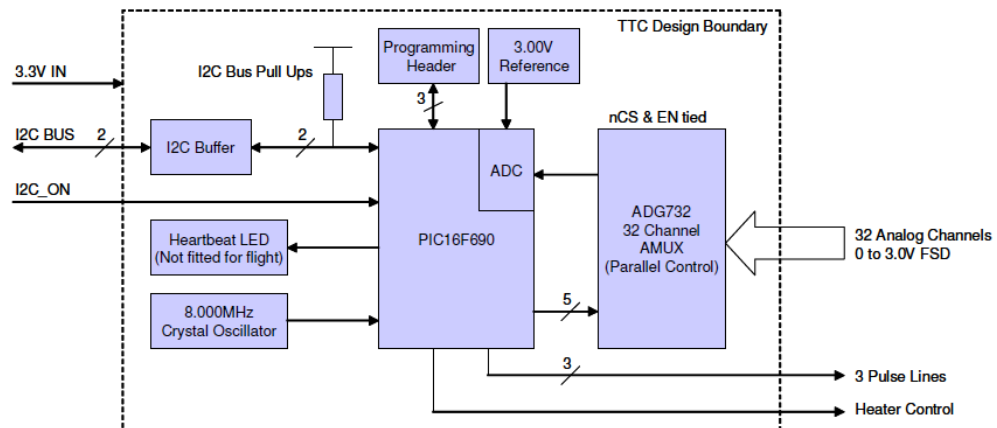 TTC Design Boundary
3.3V IN
I2C Bus Pull Ups
Programming
Header
3.00V
Reference
3
nCS & EN tied
I2C BUS
2
I2C Buffer
2
ADC
I2C_ON
PIC16F690
ADG732
32 Channel
AMUX
(Parallel Control)
32 Analog Channels
0 to 3.0V FSD
Heartbeat LED
(Not fitted for flight)
8.000MHz
Crystal Oscillator
5
3
3 Pulse Lines
Heater Control